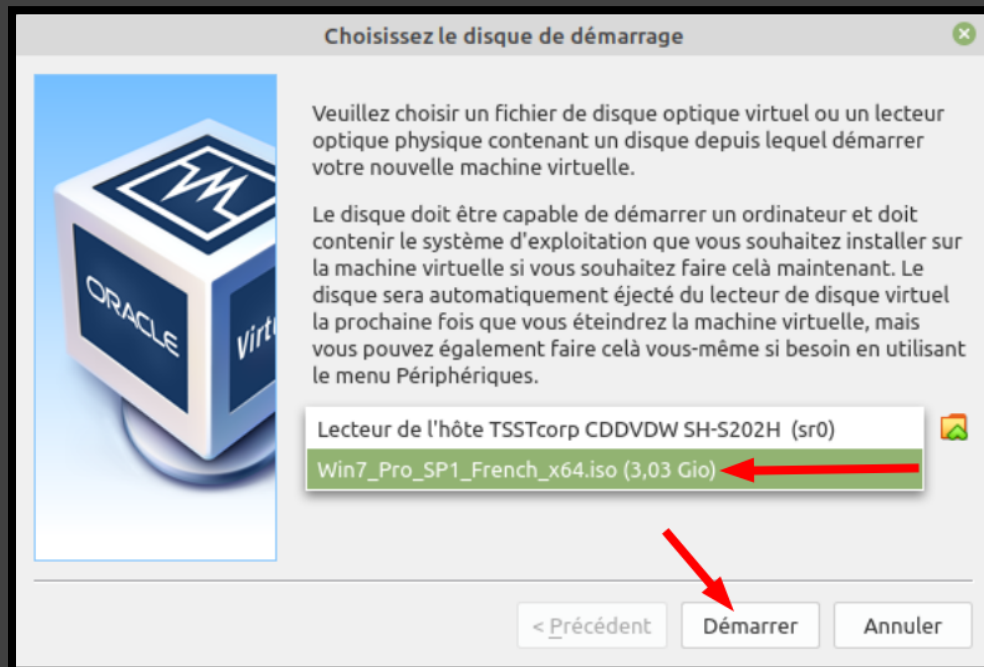 Choisissez le disque de démarrage
Veuillez choisir un fichier de disque optique virtuel ou un lecteur
optique physique contenant un disque depuis lequel démarrer
votre nouvelle machine virtuelle.
Le disque doit être capable de démarrer un ordinateur et doit
contenir le système d'exploitation que vous souhaitez installer sur
la machine virtuelle si vous souhaitez faire celà maintenant. Le
disque sera automatiquement éjecté du lecteur de disque virtuel
la prochaine fois que vous éteindrez la machine virtuelle, mais
vous pouvez également faire celà vous-même si besoin en utilisant
le menu Périphériques.
ORACLE
Virt
Lecteur de l'hôte TSSTcorp CDDVDW SH-S202H (sr0)
Win7_Pro_SP1_French_x64.iso (3,03 Gio)
< Précédent
Démarrer
Annuler